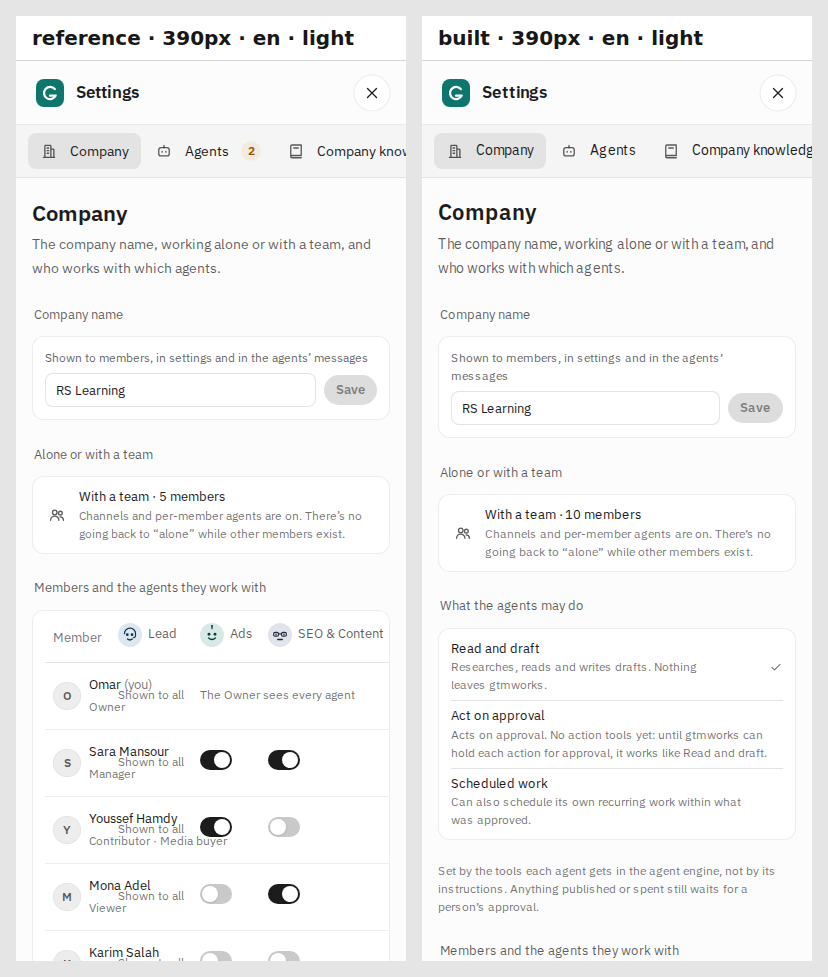 reference · 390px · en · light
Settings
Company
Agents 2
Company know
Company
The company name, working alone or with a team, and
who works with which agents.
Company name
Shown to members, in settings and in the agents’ messages
RS Learning
Save
Alone or with a team
With a team · 5 members
Channels and per-member agents are on. There’s no
going back to “alone” while other members exist.
Members and the agents they work with
Member
Lead
Ads
SEO & Content
O
Omar (you)
Owner
Shown to all
The Owner sees every agent
S
Sara Mansour
Manager
Shown to all
Y
Youssef Hamdy
Contributor · Media buyer
Shown to all
M
Mona Adel
Viewer
Shown to all
Karim Salah
built · 390px · en · light
Settings
Company
Agents
Company knowledg
Company
The company name, working alone or with a team, and
who works with which agents.
Company name
Shown to members, in settings and in the agents’
messages
RS Learning
Save
Alone or with a team
With a team · 10 members
Channels and per-member agents are on. There’s no
going back to “alone” while other members exist.
What the agents may do
Read and draft
Researches, reads and writes drafts. Nothing
leaves gtmworks.
Act on approval
Acts on approval. No action tools yet: until gtmworks can
hold each action for approval, it works like Read and draft.
Scheduled work
Can also schedule its own recurring work within what
was approved.
Set by the tools each agent gets in the agent engine, not by its
instructions. Anything published or spent still waits for a
person’s approval.
Members and the agents they work with